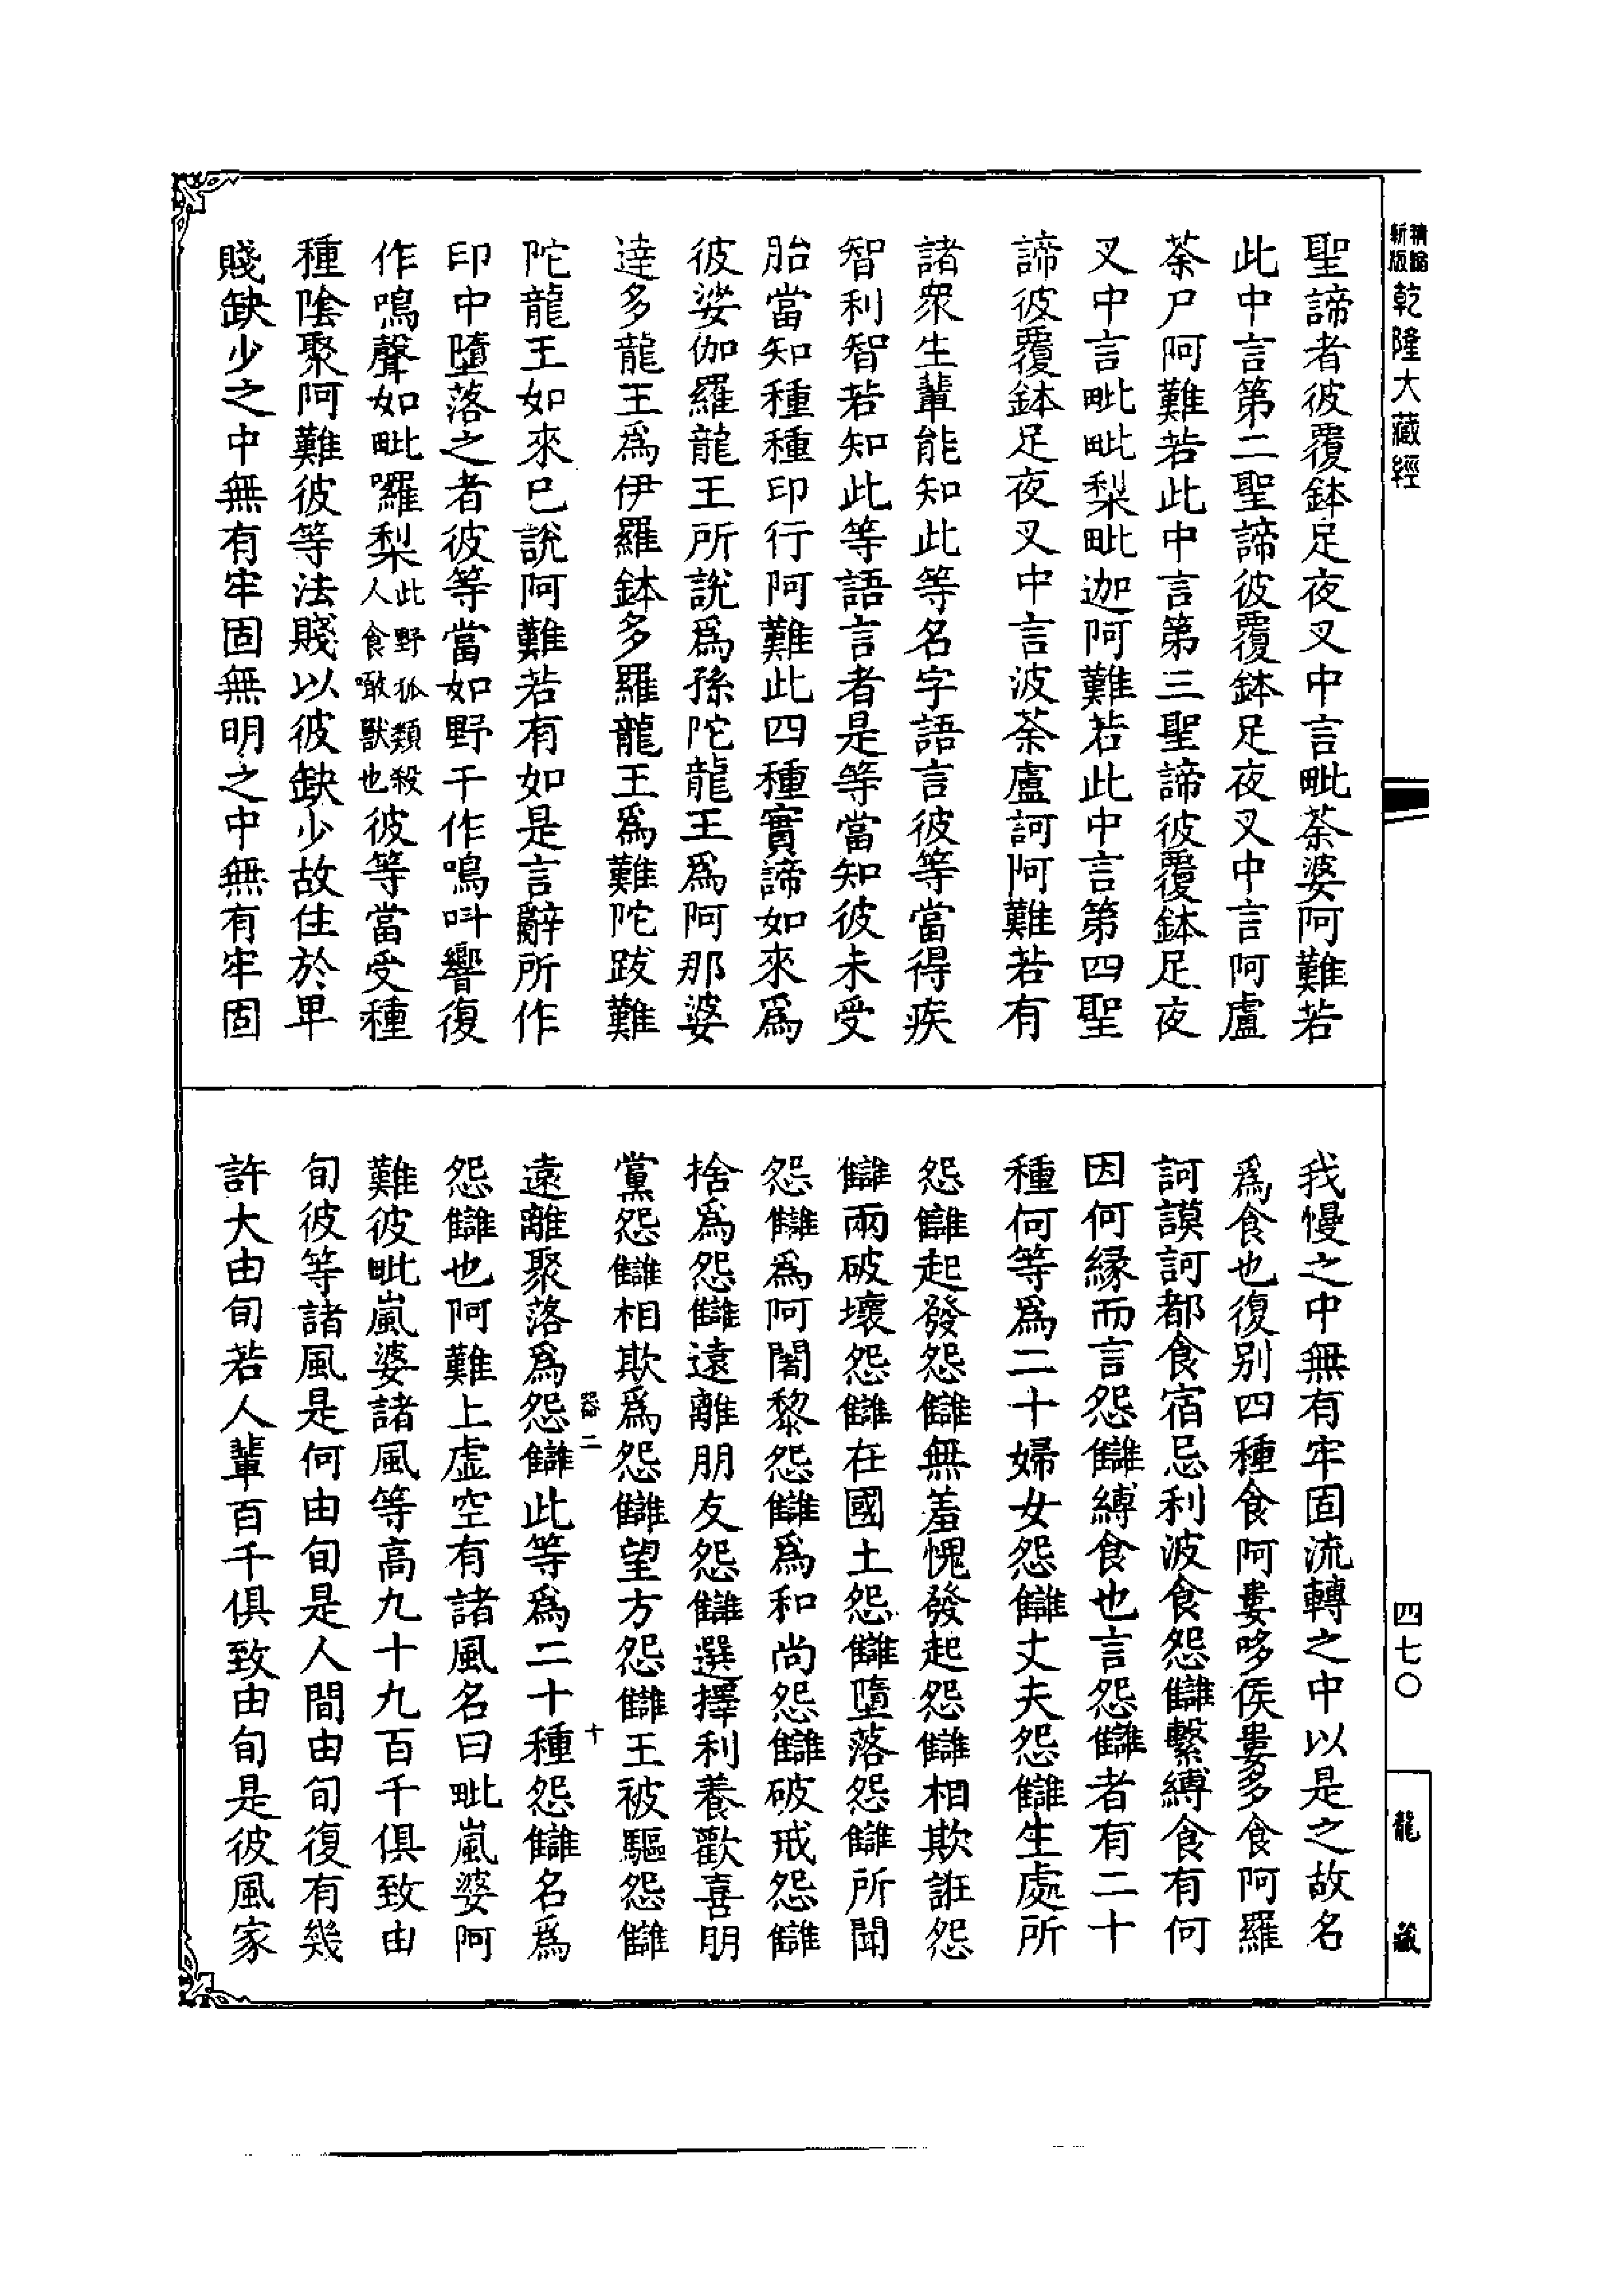 精縮
新版
乾隆大藏經
聖諦者彼覆鉢足夜叉中言毗荼婆阿難若
此中言第二聖諦彼覆鉢足夜叉中言阿盧
荼尸阿難若此中言第三聖諦彼覆鉢足夜
叉中言毗毗梨毗迦阿難若此中言第四聖
諦彼覆鉢足夜叉中言波荼盧訶阿難若有
諸衆生輩能知此等名字語言彼等當得疾
智利智若知此等語言者是等當知彼未受
胎當知種種印行阿難此四種實諦如來爲
彼娑伽羅龍王所說爲孫陀龍王爲阿那婆
達多龍王爲伊羅鉢多羅龍王爲難陀跋難
陀龍王如來已說阿難若有如是言辭所作
印中墮落之者彼等當如野干作鳴呌響復
作鳴聲如毗囉梨此野狐類殺人食噉獸也彼等當受種
種陰聚阿難彼等法賤以彼缺少故住於卑
賤缺少之中無有牢固無明之中無有牢固
我慢之中無有牢固流轉之中以是之故名
爲食也復别四種食阿婁哆侯婁多食阿羅
訶謨訶都食宿忌利波食怨讎繫縛食有何
因何緣而言怨讎縛食也言怨讎者有二十
種何等爲二十婦女怨讎丈夫怨讎生處所
怨讎起發怨讎無羞愧發起怨讎相欺誑怨
讎兩破壞怨讎在國土怨讎墮落怨讎所聞
怨讎爲阿闍黎怨讎爲和尚怨讎破戒怨讎
捨爲怨讎遠離朋友怨讎選擇利養歡喜朋
黨怨讎相欺爲怨讎望方怨讎王被驅怨讎
遠離聚落爲怨讎此等爲二十種怨讎名爲
怨讎也阿難上虛空有諸風名曰毗嵐婆阿
難彼毗嵐婆諸風等高九十九百千俱致由
旬彼等諸風是何由旬是人間由旬復有幾
許大由旬若人輩百千俱致由旬是彼風家
二
十
四七〇
龍藏